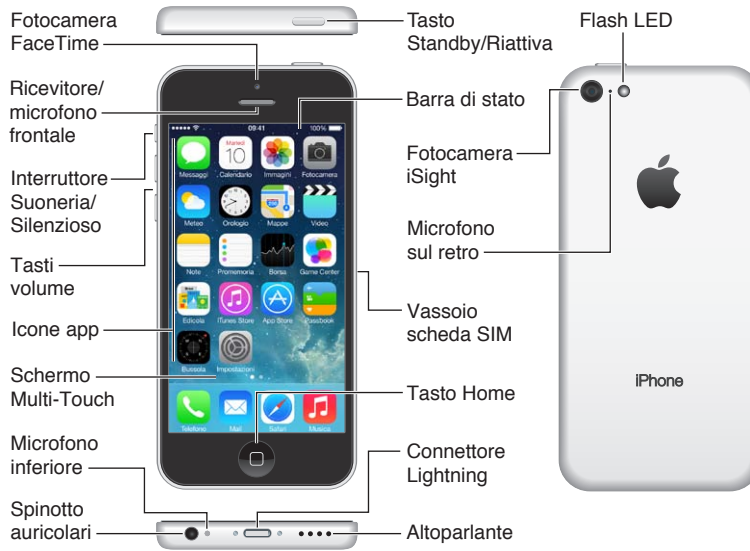 Fotocamera
FaceTime
Ricevitore/
microfono
frontale
Interruttore
Suoneria/
Silenzioso
Tasti
volume
Icone app
Schermo
Multi-Touch
Microfono
inferiore
Spinotto
auricolari
09:41
100%
Martedì
10
Messaggi
Calendario
Immagini
Fotocamera
Meteo
Orologio
Mappe
Video
Note
Promemoria
Borsa
Game Center
Edicola
iTunes Store
App Store
Passbook
Bussola
Impostazioni
Telefono
Mail
Safari
Musica
Tasto
Standby/Riattiva
Barra di stato
Fotocamera
iSight
Microfono
sul retro
Vassoio
scheda SIM
Tasto Home
Connettore
Lightning
Altoparlante
Flash LED
iPhone